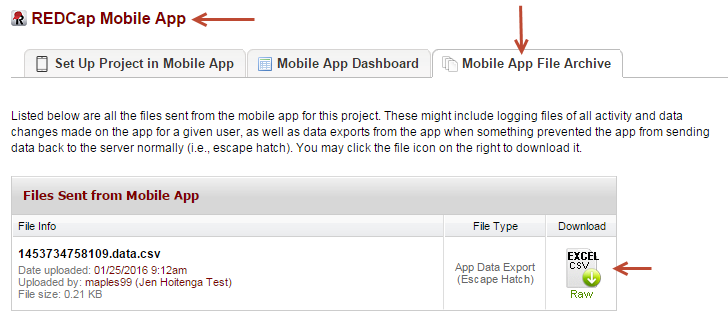 REDCap Mobile App
Set Up Project in Mobile App
Mobile App Dashboard
Mobile App File Archive
Listed below are all the files sent from the mobile app for this project. These might include logging files of all activity and data
changes made on the app for a given user, as well as data exports from the app when something prevented the app from sending
data back to the server normally (i.e., escape hatch). You may click the file icon on the right to download it.
Files Sent from Mobile App
File Info
File Type
Download
1453734758109.data.csv
Date uploaded: 01/25/2016 9:12am
Uploaded by: maples99 (Jen Hoitenga Test)
File size: 0.21 KB
App Data Export
(Escape Hatch)
EXCEL
CSV
Raw